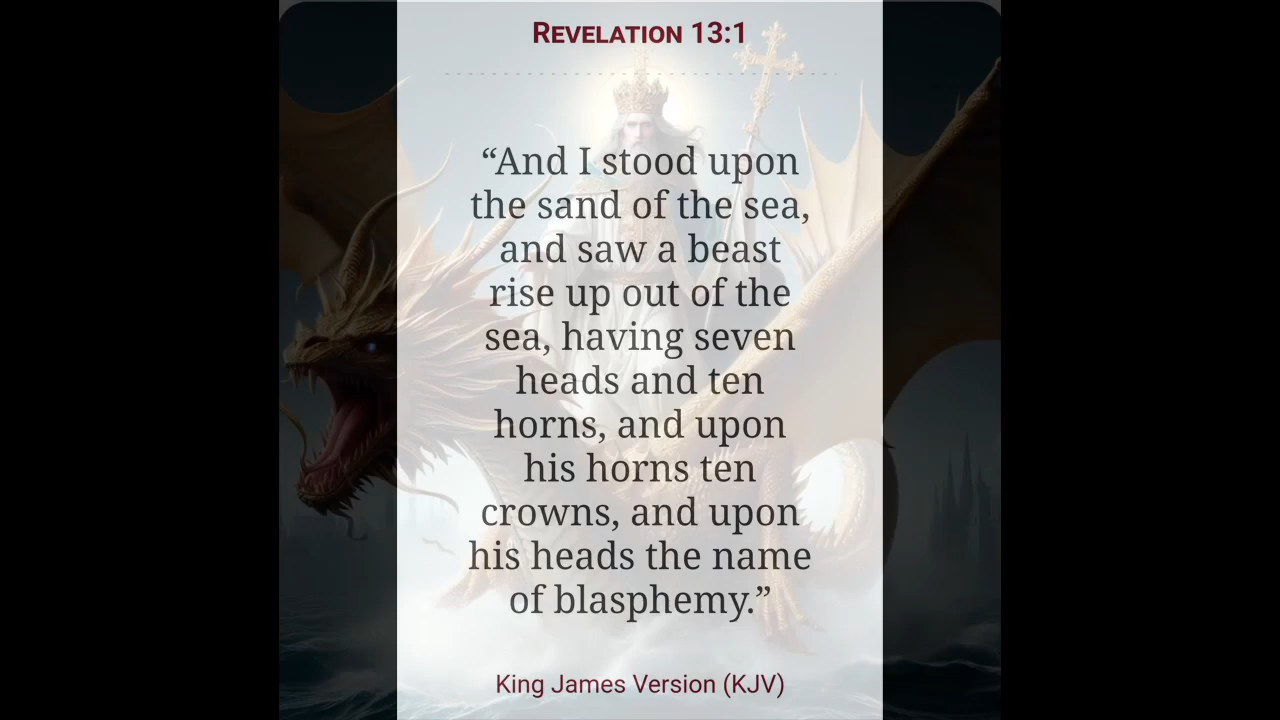 REVELATION 13:1
“And I stood upon
the sand of the sea,
and saw a beast
rise up out of the
sea, having seven
heads and ten
horns, and upon
his horns ten
crowns, and upon
his heads the name
of blasphemy.”
King James Version (KJV)